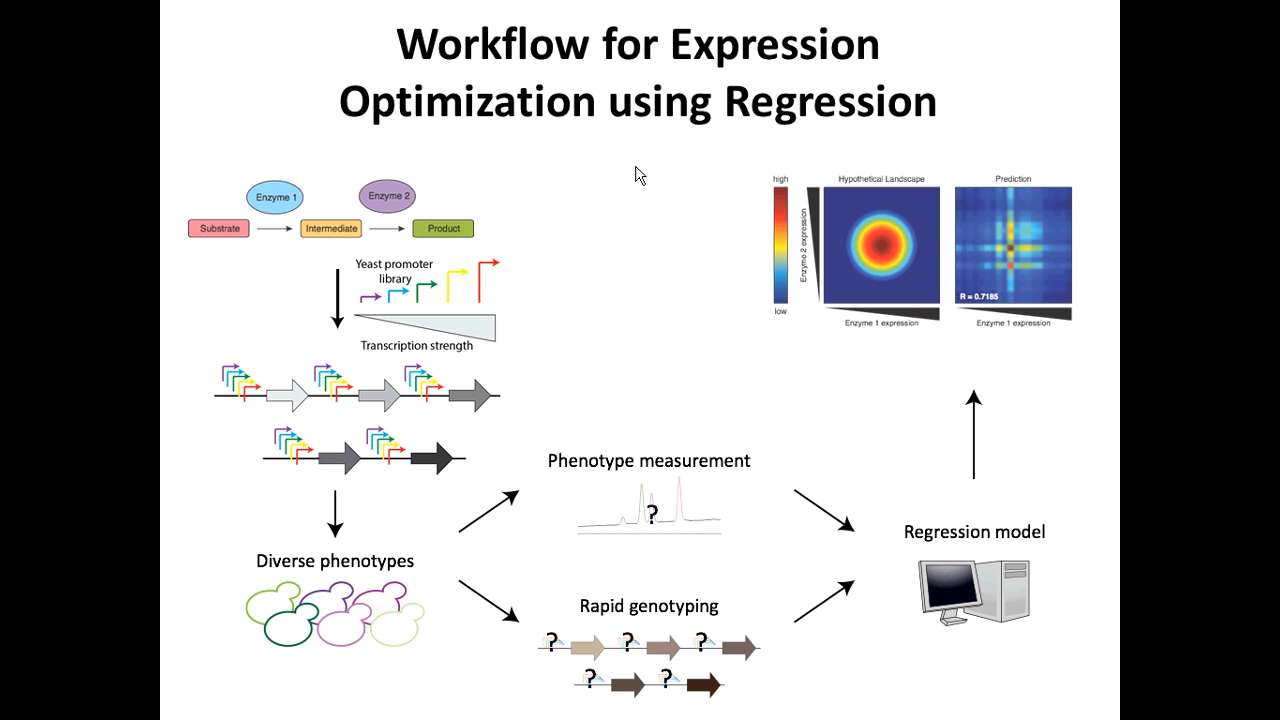 Workflow for Expression
Optimization using Regression
Enzyme 1
Enzyme 2
Substrate
Intermediate
Product
Yeast promoter
library
Transcription strength
Diverse phenotypes
Phenotype measurement
?
Rapid genotyping
? ? ?
? ?
Regression model
high
low
Hypothetical Landscape
Enzyme 2 expression
Enzyme 1 expression
Prediction
R = 0.7185
Enzyme 1 expression